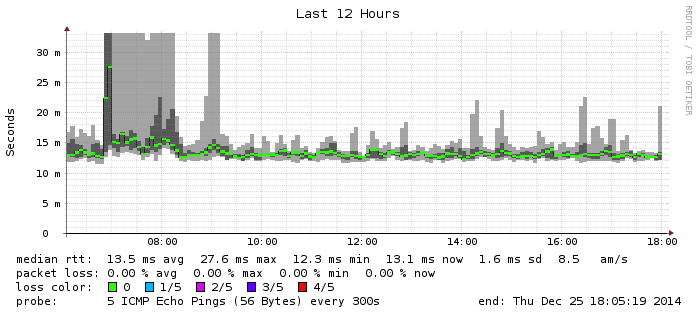 Last 12 Hours
RRDTOOL / TOBI OETIKER
Seconds
30 m
25 m
20 m
15 m
10 m
5 m
0
08:00 10:00 12:00 14:00 16:00 18:00
median rtt: 13.5 ms avg 27.6 ms max 12.3 ms min 13.1 ms now 1.6 ms sd 8.5 am/s
packet loss: 0.00 % avg 0.00 % max 0.00 % min 0.00 % now
loss color: 0 1/5 2/5 3/5 4/5
probe: 5 ICMP Echo Pings (56 Bytes) every 300s end: Thu Dec 25 18:05:19 2014